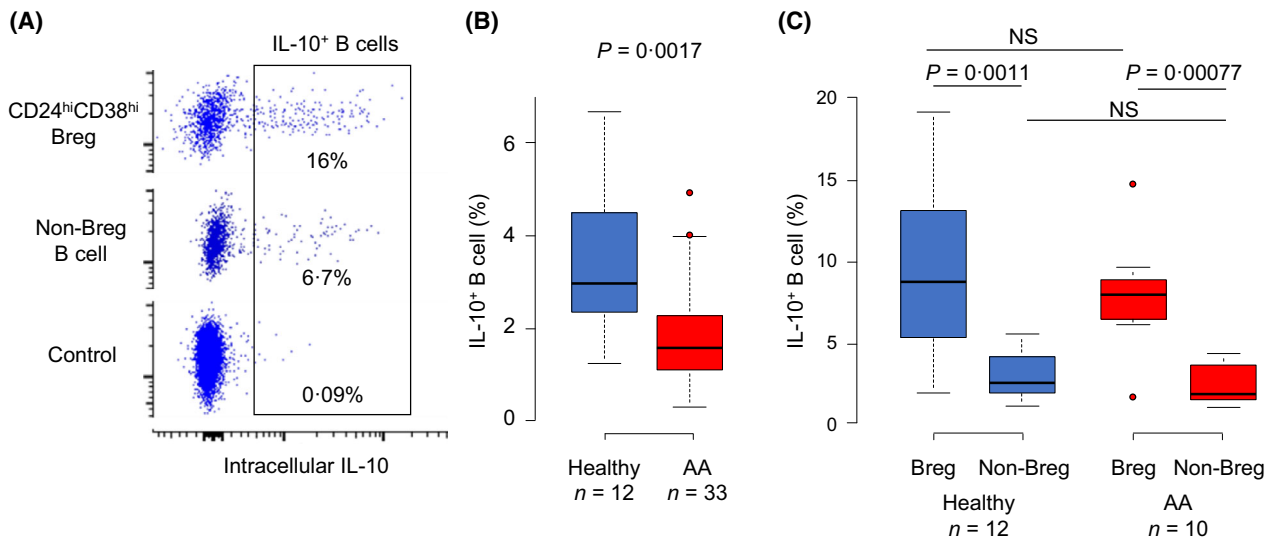 (A)
IL-10⁺ B cells
CD24ʰⁱCD38ʰⁱ
Breg
16%
Non-Breg
B cell
6·7%
Control
0·09%
Intracellular IL-10
(B)
P = 0·0017
IL-10⁺ B cell (%)
6
4
2
0
Healthy
n = 12
AA
n = 33
(C)
NS
P = 0·0011
P = 0·00077
NS
IL-10⁺ B cell (%)
20
15
10
5
0
Breg Non-Breg Breg Non-Breg
Healthy
n = 12
AA
n = 10